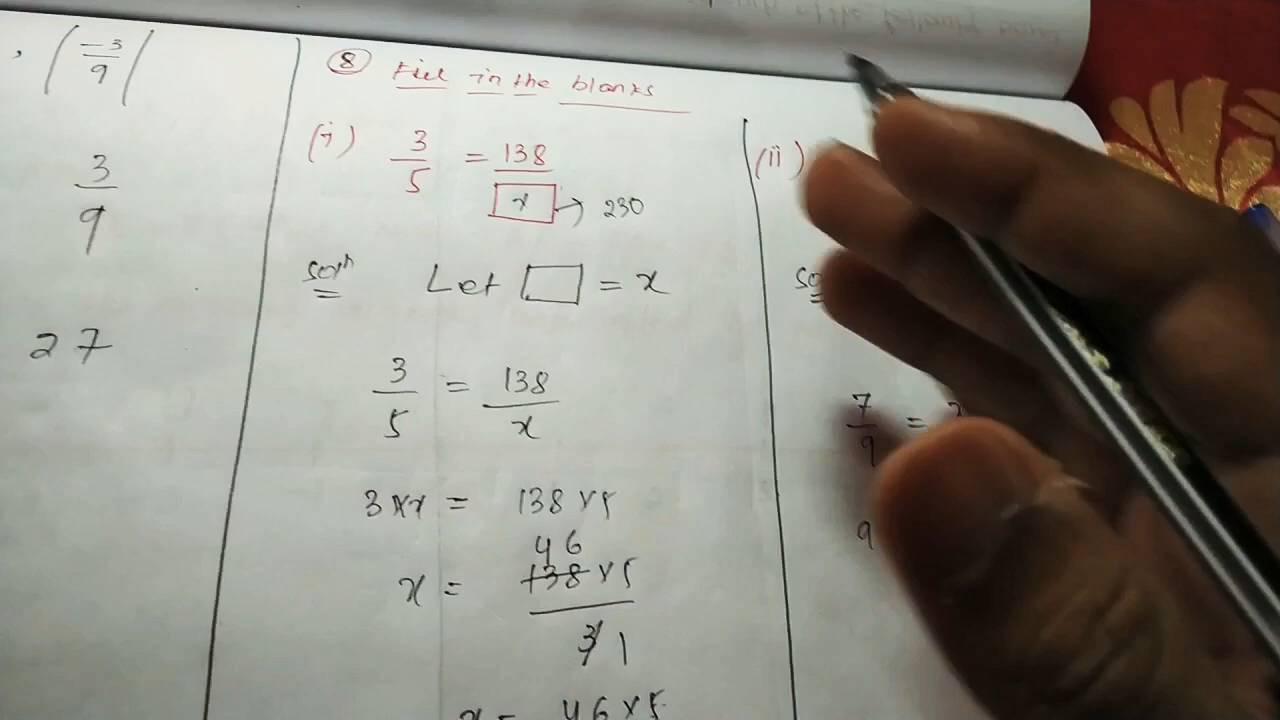 , | -3/9 |
3/9
27
(8) Fill in the blanks
(i) 3/5 = 138/x → 230
Soln Let □ = x
3/5 = 138/x
3 × x = 138 × 5
46
x = 138 × 5
3 1
x = 46 × 5
(ii)
7/9 =
9